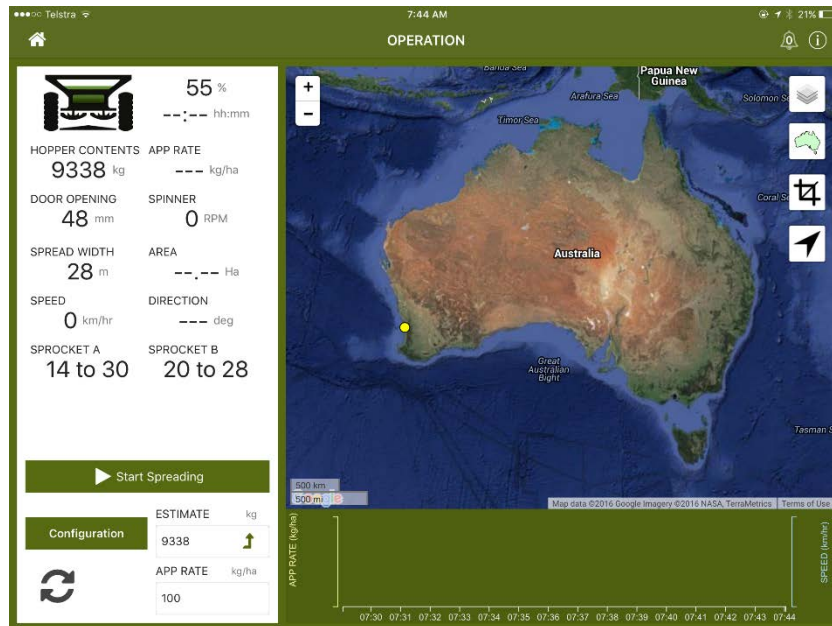 Telstra 7:44 AM 21%
OPERATION 0 i
55 %
--:-- hh:mm
HOPPER CONTENTS APP RATE
9338 kg --- kg/ha
DOOR OPENING SPINNER
48 mm 0 RPM
SPREAD WIDTH AREA
28 m --.-- Ha
SPEED DIRECTION
0 km/hr --- deg
SPROCKET A SPROCKET B
14 to 30 20 to 28
Start Spreading
Configuration
ESTIMATE kg
9338
APP RATE kg/ha
100
+
−
Banda Sea
Papua New
Guinea
Arafura Sea
Solomon S
Timor Sea
Coral S
Australia
Great
Australian
Bight
Tasman S
500 km
500 mi
Map data ©2016 Google Imagery ©2016 NASA, TerraMetrics Terms of Use
APP RATE (kg/ha)
SPEED (km/hr)
07:30 07:31 07:32 07:33 07:34 07:35 07:36 07:37 07:38 07:39 07:40 07:41 07:42 07:43 07:44